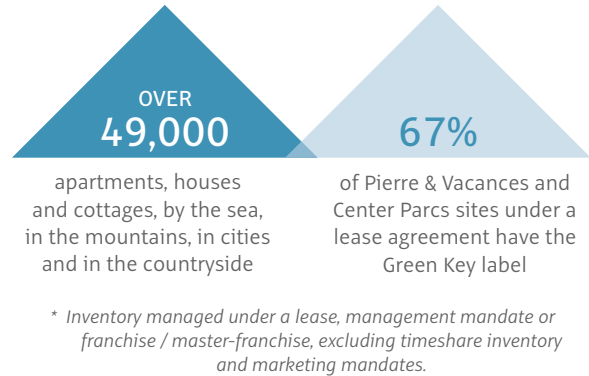 OVER
49,000
apartments, houses
and cottages, by the sea,
in the mountains, in cities
and in the countryside
67%
of Pierre & Vacances and
Center Parcs sites under a
lease agreement have the
Green Key label
* Inventory managed under a lease, management mandate or
franchise / master-franchise, excluding timeshare inventory
and marketing mandates.